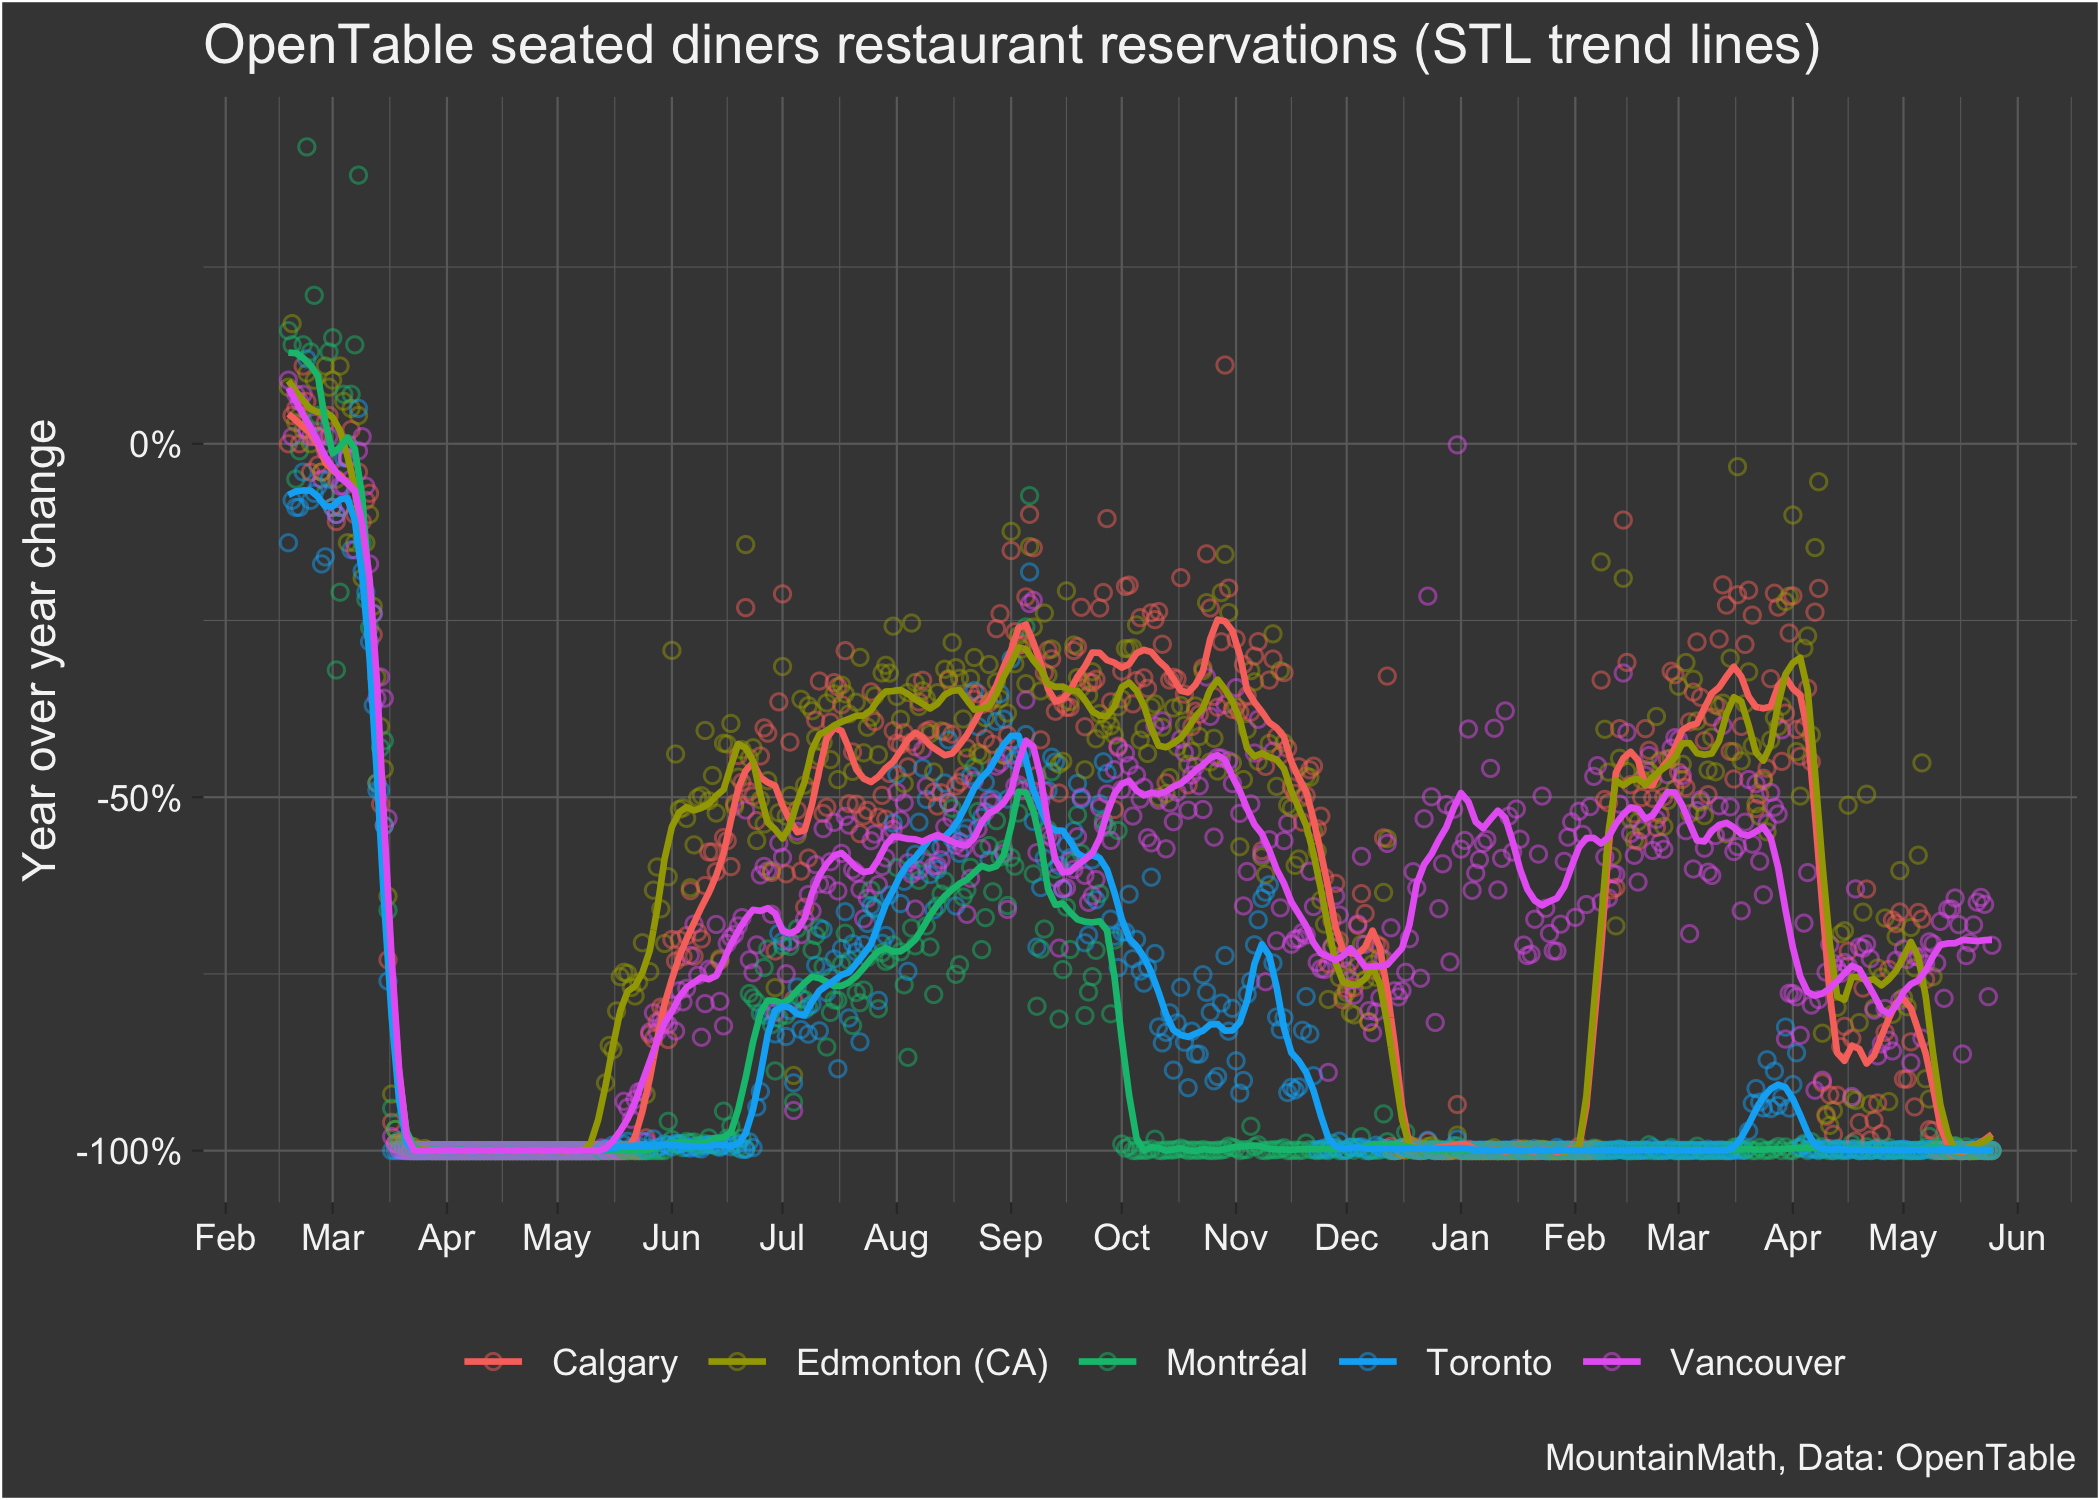 OpenTable seated diners restaurant reservations (STL trend lines)
Year over year change
0%
-50%
-100%
Feb Mar Apr May Jun Jul Aug Sep Oct Nov Dec Jan Feb Mar Apr May Jun
Calgary Edmonton (CA) Montréal Toronto Vancouver
MountainMath, Data: OpenTable